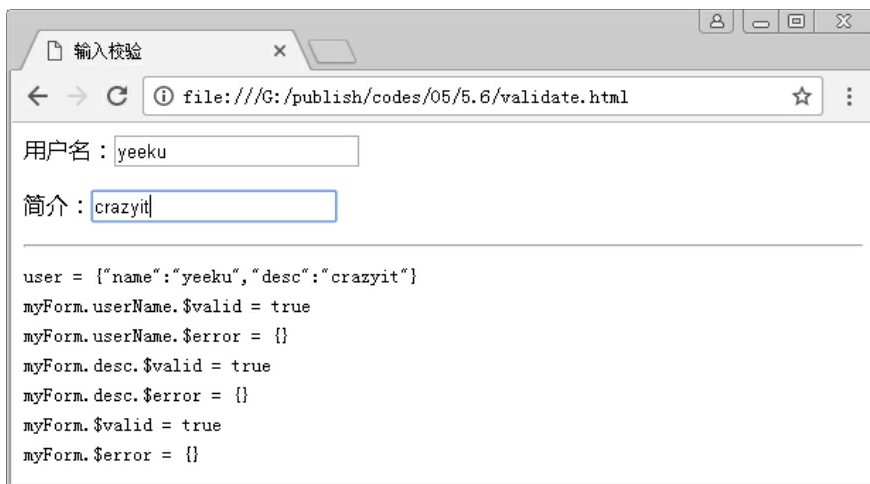 输入校验
file:///G:/publish/codes/05/5.6/validate.html
用户名：yeeku
简介：crazyit
user = {"name":"yeeku","desc":"crazyit"}
myForm.userName.$valid = true
myForm.userName.$error = {}
myForm.desc.$valid = true
myForm.desc.$error = {}
myForm.$valid = true
myForm.$error = {}